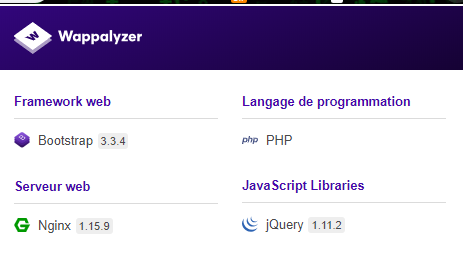 Wappalyzer
Framework web
Bootstrap 3.3.4
Langage de programmation
php PHP
Serveur web
Nginx 1.15.9
JavaScript Libraries
jQuery 1.11.2